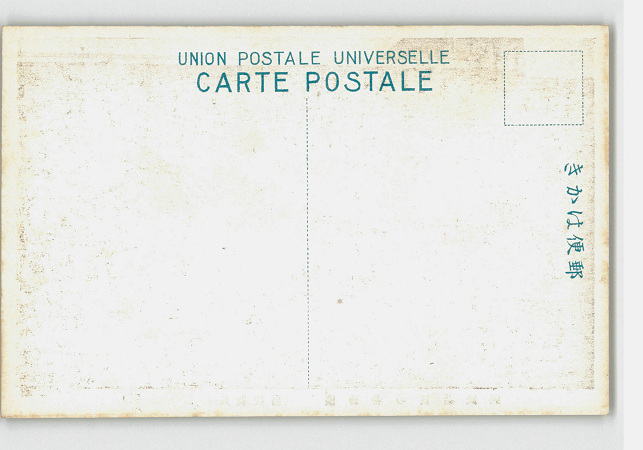 UNION POSTALE UNIVERSELLE
CARTE POSTALE
きかは便郵